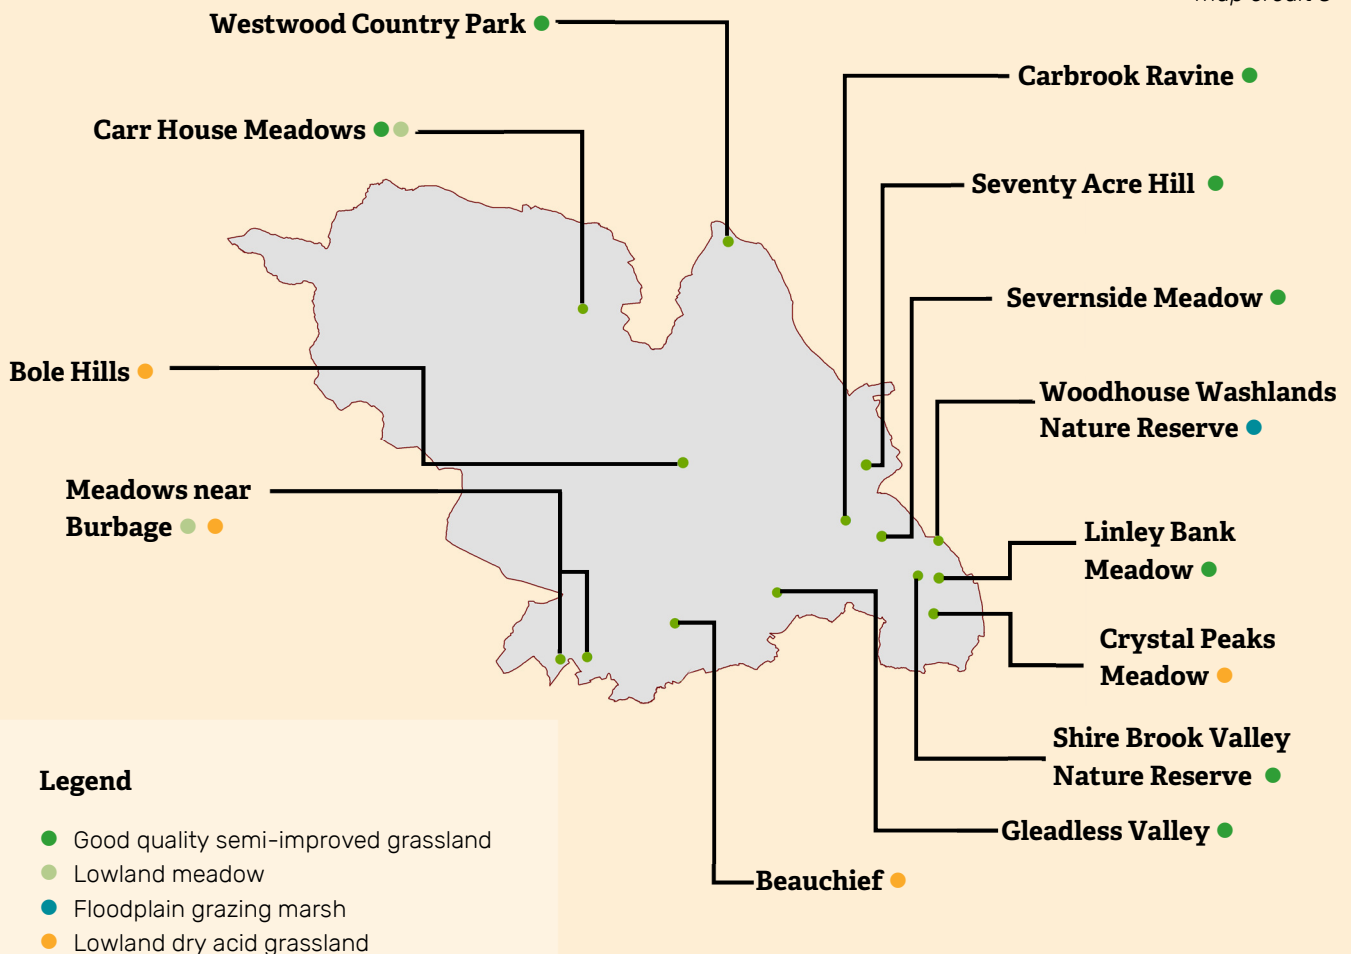 Westwood Country Park
Carbrook Ravine
Carr House Meadows
Seventy Acre Hill
Severnside Meadow
Bole Hills
Woodhouse Washlands
Nature Reserve
Meadows near
Burbage
Linley Bank
Meadow
Crystal Peaks
Meadow
Shire Brook Valley
Nature Reserve
Gleadless Valley
Beauchief
Legend
Good quality semi-improved grassland
Lowland meadow
Floodplain grazing marsh
Lowland dry acid grassland